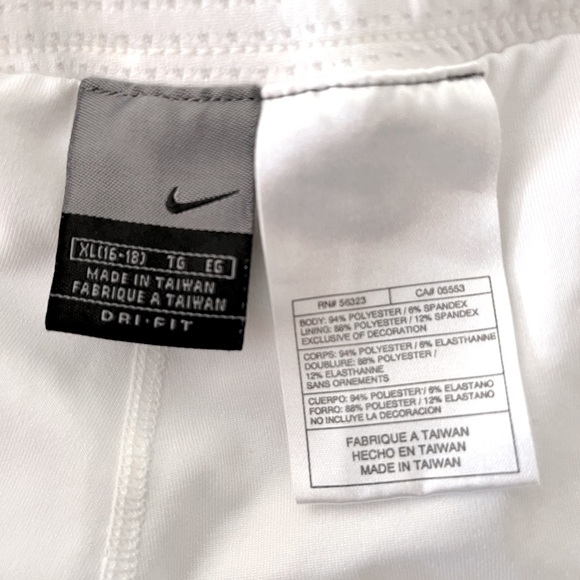 XL(16-18) TG EG
MADE IN TAIWAN
FABRIQUE A TAIWAN
DRI-FIT
RN# 56323 CA# 05553
BODY: 94% POLYESTER / 6% SPANDEX
LINING: 88% POLYESTER / 12% SPANDEX
EXCLUSIVE OF DECORATION
CORPS: 94% POLYESTER / 6% ELASTHANNE
DOUBLURE: 88% POLYESTER /
12% ELASTHANNE
SANS ORNEMENTS
CUERPO: 94% POLIESTER / 6% ELASTANO
FORRO: 88% POLIESTER / 12% ELASTANO
NO INCLUYE LA DECORACION
FABRIQUE A TAIWAN
HECHO EN TAIWAN
MADE IN TAIWAN